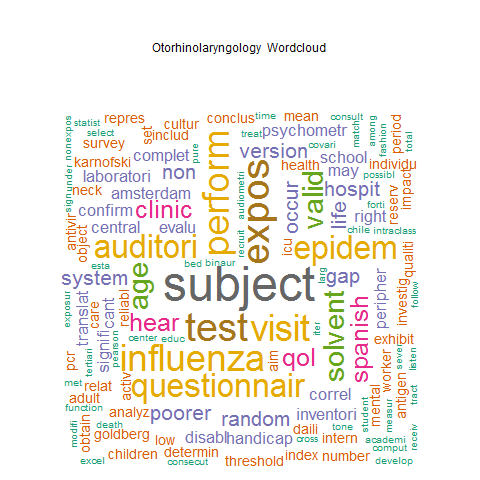 Otorhinolaryngology Wordcloud
repres
cultur
conclus
time
mean
consult
statist
set
includ
treat
psychometr
match
among
fashion
total
period
select
survey
pure
perform
version
covari
nonexpos
karnofski
complet
non
health
school
possibl
individu
under
laboratori
audiometri
expos
occur
valid
may
hospit
impact
sign
neck
amsterdam
life
reserv
confirm
clinic
recruit
right
forti
antivir
object
central
evalu
chile
intraclass
auditori
icu
epidem
qualiti
esta
bed
binaur
system
age
subject
larg
gap
peripher
investig
follow
exposur
translat
care
significant
reliabl
hear
test
visit
iter
solvent
spanish
pcr
tertiari
pearson
center
educ
influenza
aim
qol
worker
exhibit
sever
listen
met
relat
activ
questionnair
correl
mental
antigen
tract
adult
function
analyz
poorer
random
inventori
student
measur
modifi
obtain
death
goldberg
low
disabl
handicap
daili
tone
cross
intern
academi
comput
receiv
children
determin
threshold
index
number
excel
consecut
develop